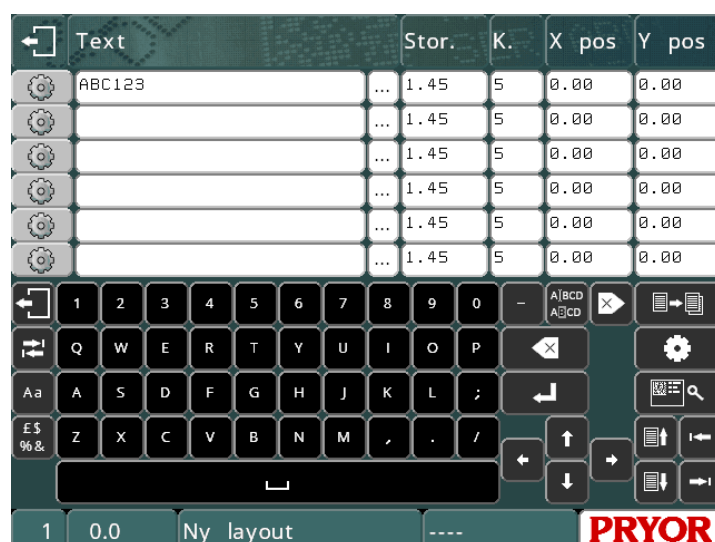 Text Stor. K. X pos Y pos
ABC123 ... 1.45 5 0.00 0.00
... 1.45 5 0.00 0.00
... 1.45 5 0.00 0.00
... 1.45 5 0.00 0.00
... 1.45 5 0.00 0.00
... 1.45 5 0.00 0.00
1 2 3 4 5 6 7 8 9 0 - A|BCD
A▯CD
Q W E R T Y U I O P
Aa A S D F G H J K L ;
£$
%& Z X C V B N M , . /
1 0.0 Ny layout ---- PRYOR